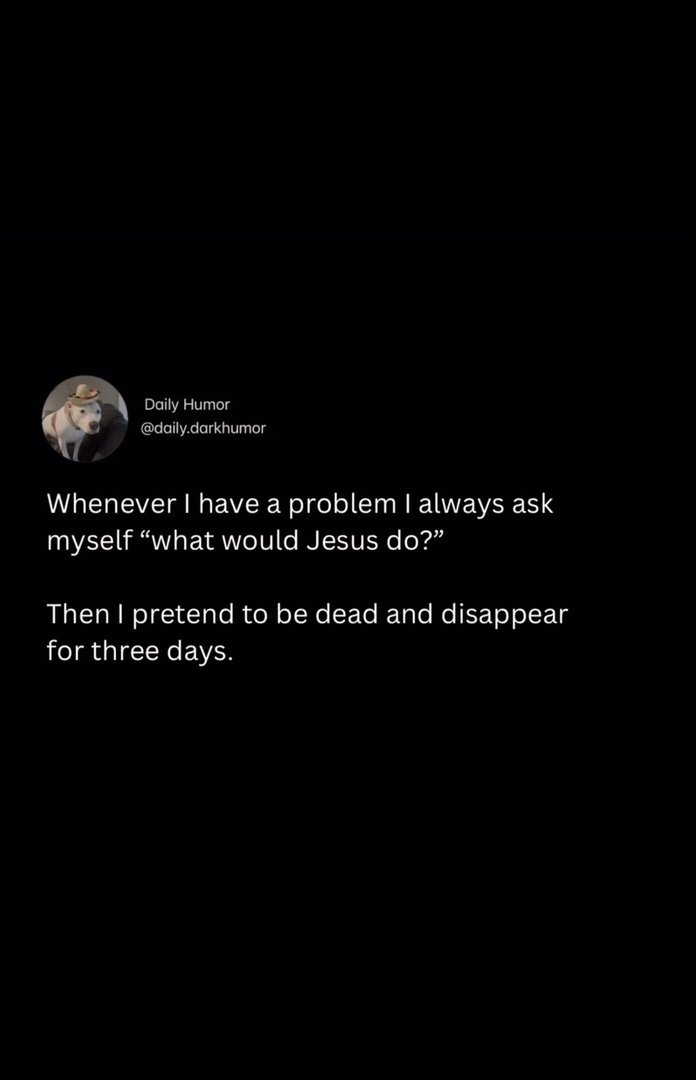 Daily Humor
@daily.darkhumor
Whenever I have a problem I always ask
myself “what would Jesus do?”
Then I pretend to be dead and disappear
for three days.